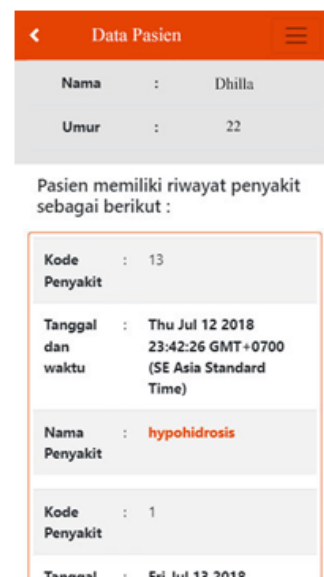 Data Pasien
Nama : Dhilla
Umur : 22
Pasien memiliki riwayat penyakit
sebagai berikut :
Kode : 13
Penyakit
Tanggal : Thu Jul 12 2018
dan 23:42:26 GMT+0700
waktu (SE Asia Standard
Time)
Nama : hypohidrosis
Penyakit
Kode : 1
Penyakit
Tanggal : Fri Jul 13 2018